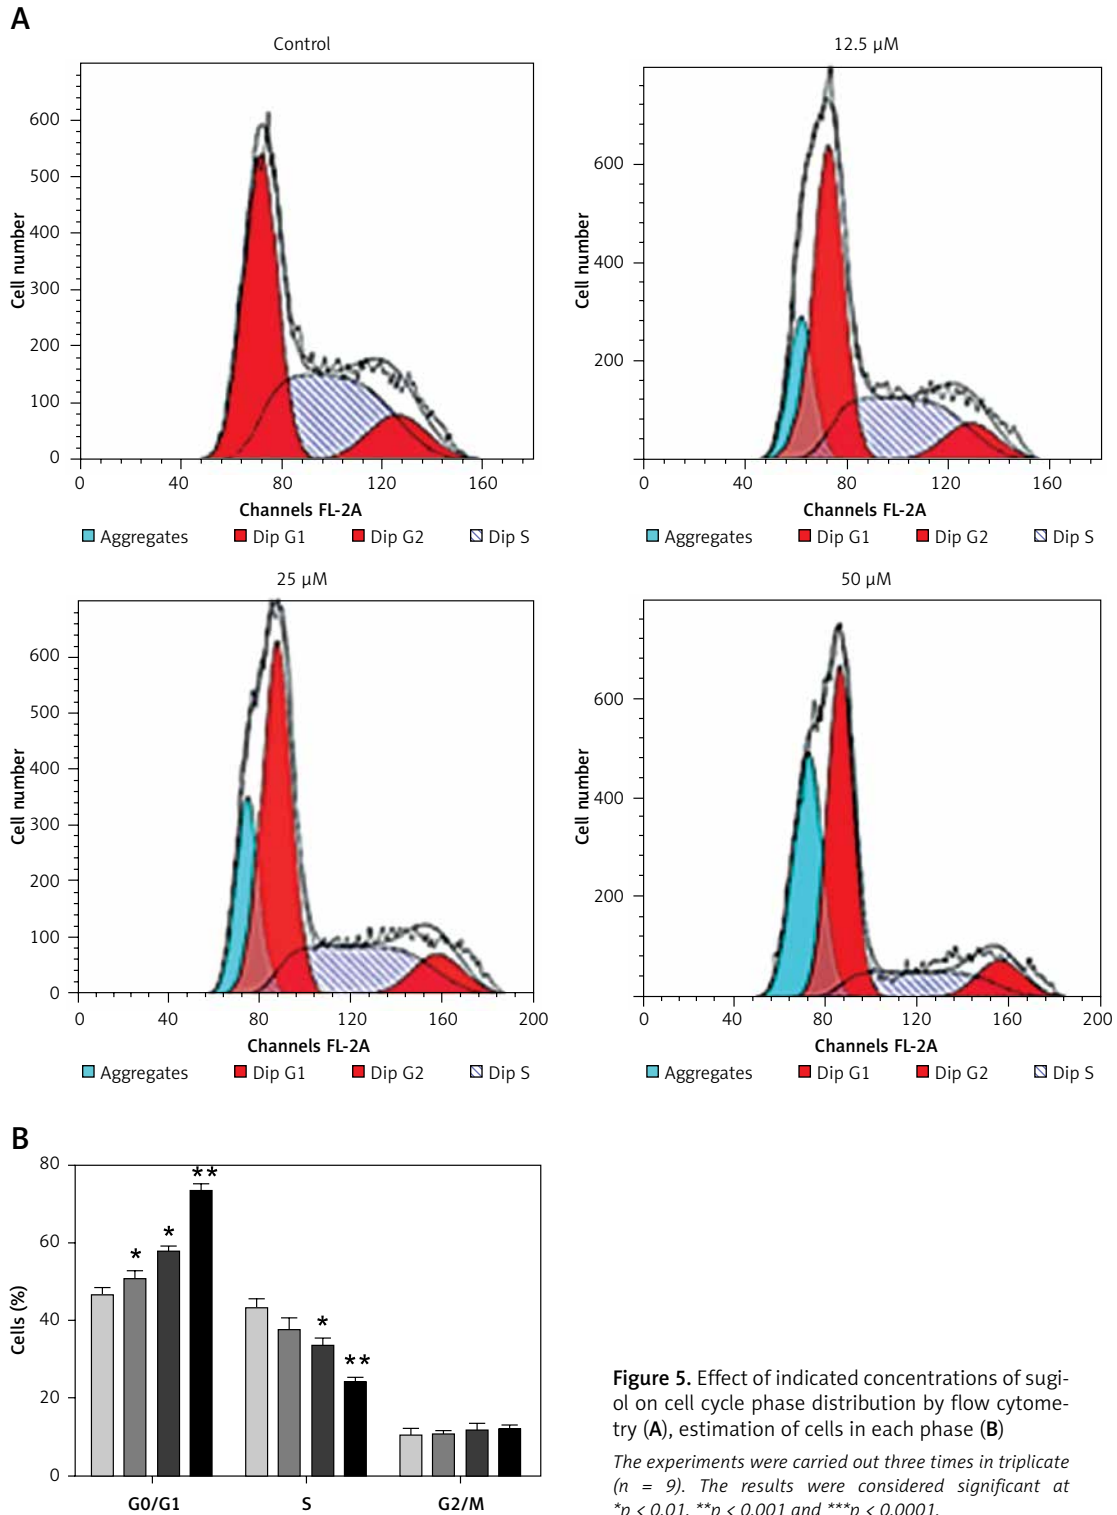 A
Control
600
500
400
300
200
100
0
Cell number
0 40 80 120 160
Channels FL-2A
Aggregates Dip G1 Dip G2 Dip S
12.5 µM
600
400
200
Cell number
0 40 80 120 160
Channels FL-2A
Aggregates Dip G1 Dip G2 Dip S
25 µM
600
500
400
300
200
100
0
Cell number
0 40 80 120 160 200
Channels FL-2A
Aggregates Dip G1 Dip G2 Dip S
50 µM
600
400
200
Cell number
0 40 80 120 160 200
Channels FL-2A
Aggregates Dip G1 Dip G2 Dip S
B
80
60
40
20
0
Cells (%)
* * **
* **
G0/G1 S G2/M
Figure 5. Effect of indicated concentrations of sugi-
ol on cell cycle phase distribution by flow cytome-
try (A), estimation of cells in each phase (B)
The experiments were carried out three times in triplicate
(n = 9). The results were considered significant at
*p < 0.01, **p < 0.001 and ***p < 0.0001.